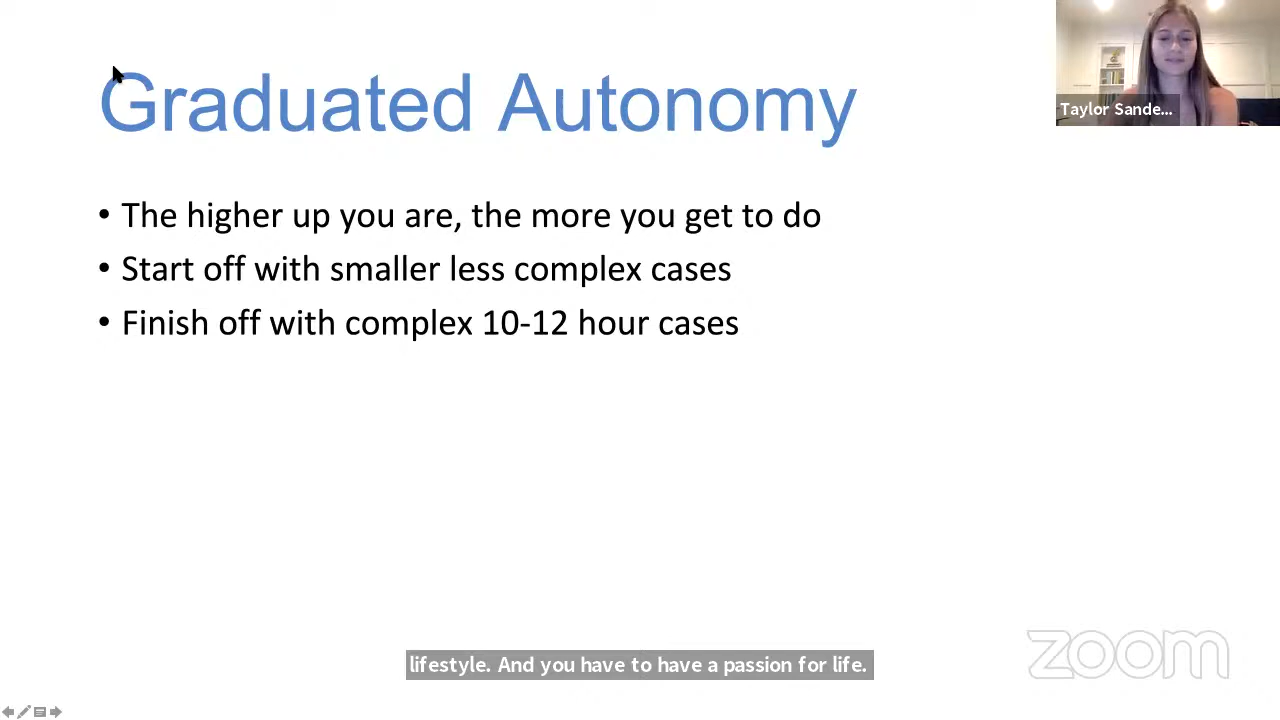 Graduated Autonomy
Taylor Sande...
• The higher up you are, the more you get to do
• Start off with smaller less complex cases
• Finish off with complex 10-12 hour cases
lifestyle. And you have to have a passion for life.
zoom